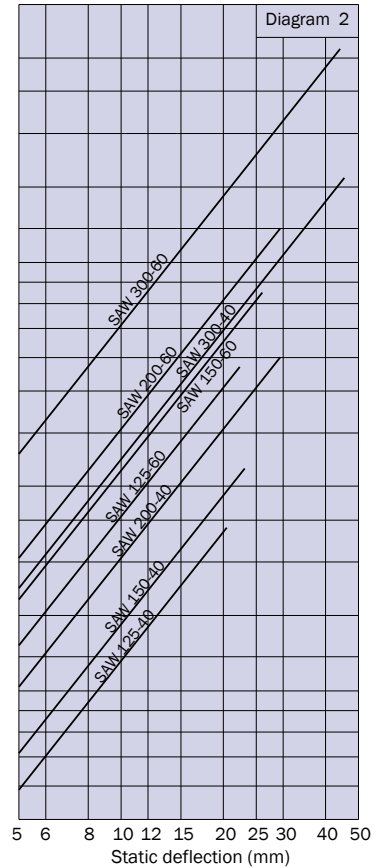 Diagram 2
SAW 300-60
SAW 200-60
SAW 300-40
SAW 150-60
SAW 125-60
SAW 200-40
SAW 150-40
SAW 125-40
5 6 8 10 12 15 20 25 30 40 50
Static deflection (mm)